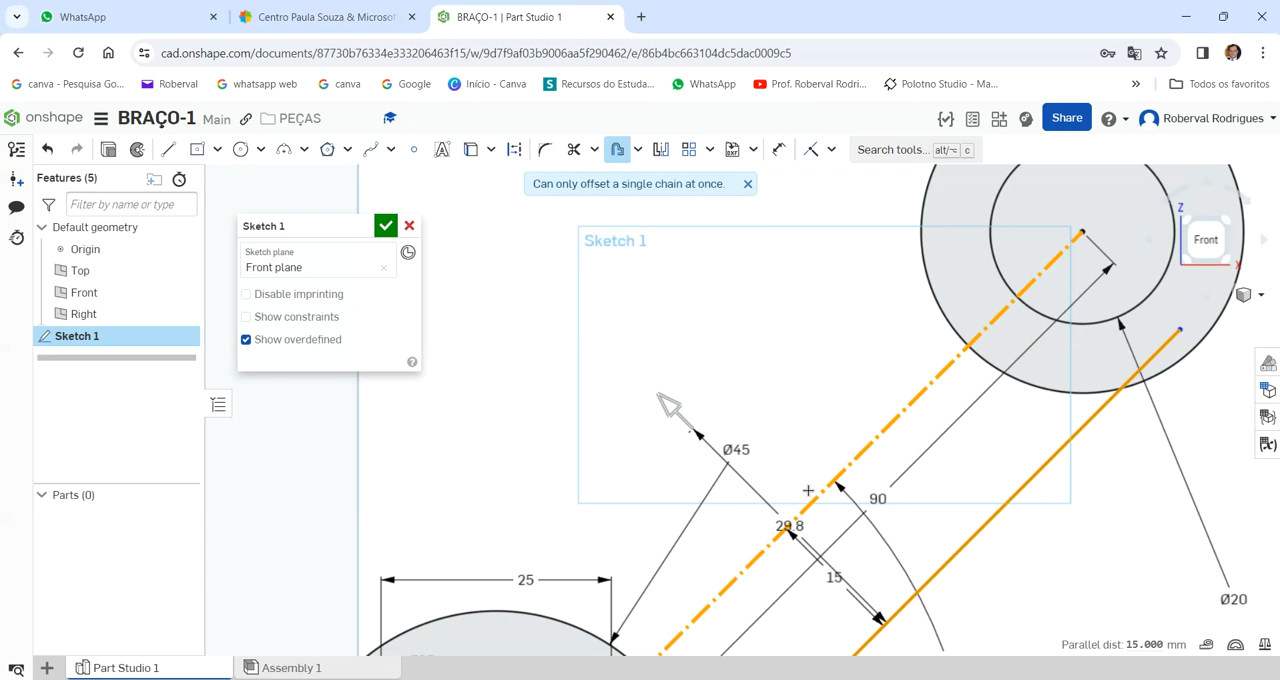 WhatsApp
Centro Paula Souza & Microsof
BRAÇO-1 | Part Studio 1
cad.onshape.com/documents/87730b76334e333206463f15/w/9d7f9af03b9006aa5f290462/e/86b4bc663104dc5dac0009c5
canva - Pesquisa Go...
Roberval
whatsapp web
canva
Google
Início - Canva
Recursos do Estuda...
WhatsApp
Prof. Roberval Rodri...
Polotno Studio - Ma...
»
Todos os favoritos
onshape
BRAÇO-1
Main
PEÇAS
Share
Roberval Rodrigues
Search tools...
alt/⌥
c
Features (5)
Can only offset a single chain at once.
Filter by name or type
Default geometry
Origin
Top
Front
Right
Sketch 1
Sketch 1
Sketch plane
Front plane
Disable imprinting
Show constraints
Show overdefined
Sketch 1
Z
Front
X
Ø45
90
29.8
15
25
Ø20
Parts (0)
Parallel dist: 15.000 mm
Part Studio 1
Assembly 1